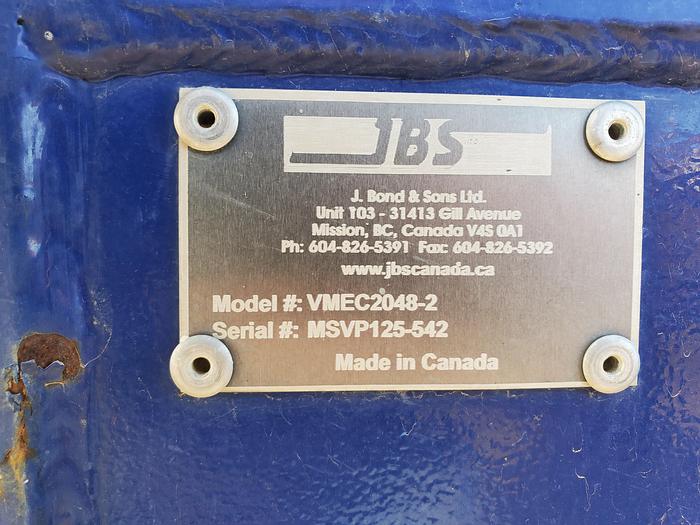 JBS
J. Bond & Sons Ltd.
Unit 103 - 31413 Gill Avenue
Mission, BC, Canada V4S 0A1
Ph: 604-826-5391 Fax: 604-826-5392
www.jbscanada.ca
Model #: VMEC2048-2
Serial #: MSVP125-542
Made in Canada